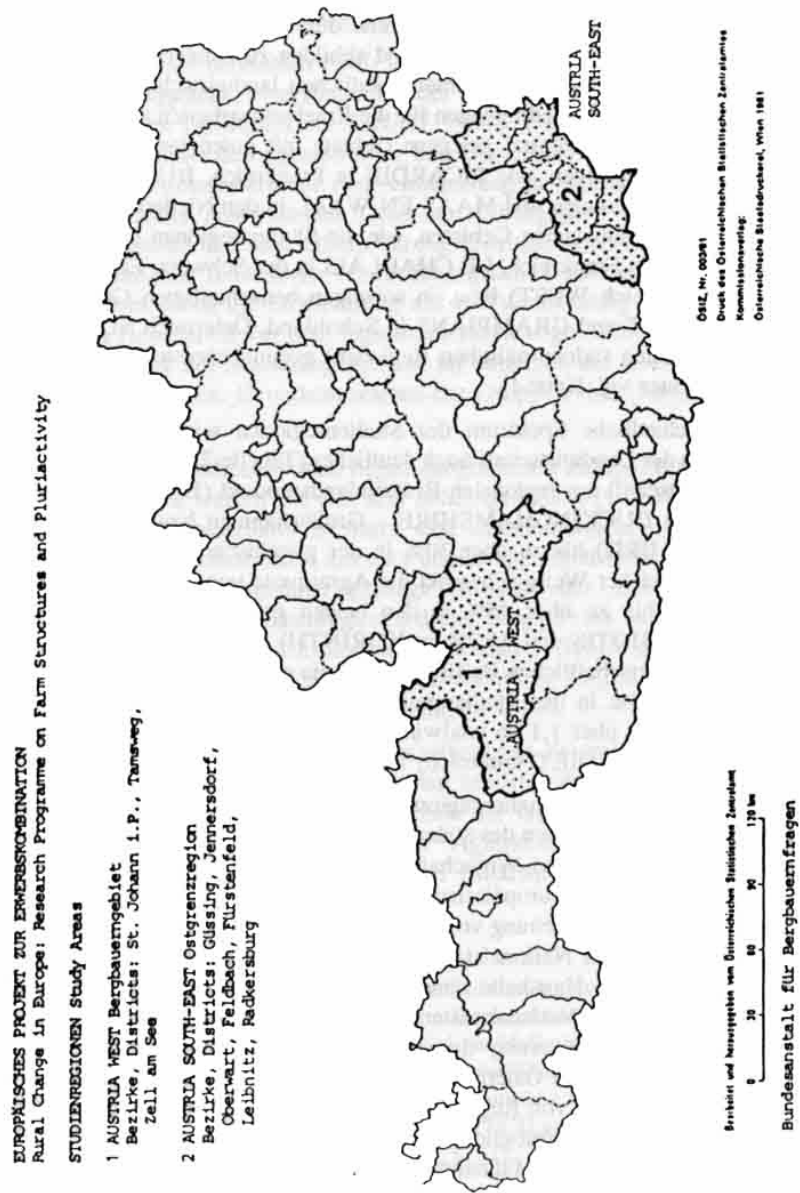 EUROPÄISCHES PROJEKT ZUR ERWERBSKOMBINATION
Rural Change in Europe: Research Programme on Farm Structures and Pluriactivity
STUDIENREGIONEN Study Areas
1 AUSTRIA WEST Bergbauerngebiet
Bezirke, Districts: St. Johann i.P., Tamsweg,
Zell am See
2 AUSTRIA SOUTH-EAST Ostgrenzregion
Bezirke, Districts: Güssing, Jennersdorf,
Oberwart, Feldbach, Fürstenfeld,
Leibnitz, Radkersburg
1
AUSTRIA WEST
2
AUSTRIA
SOUTH-EAST
Bearbeitet und herausgegeben vom Österreichischen Statistischen Zentralamt
0 30 60 90 120 km
Bundesanstalt für Bergbauernfragen
ÖSTZ, Nr. 003/81
Druck des Österreichischen Statistischen Zentralamtes
Kommissionsverlag:
Österreichische Staatsdruckerei, Wien 1981